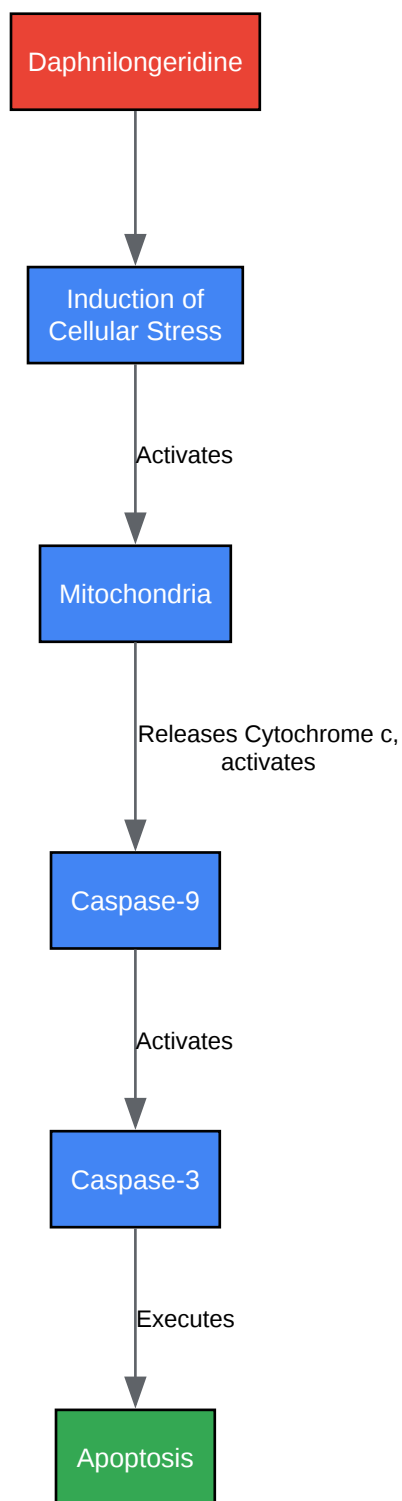 Daphnilongeridine
Induction of
Cellular Stress
Activates
Mitochondria
Releases Cytochrome c,
activates
Caspase-9
Activates
Caspase-3
Executes
Apoptosis